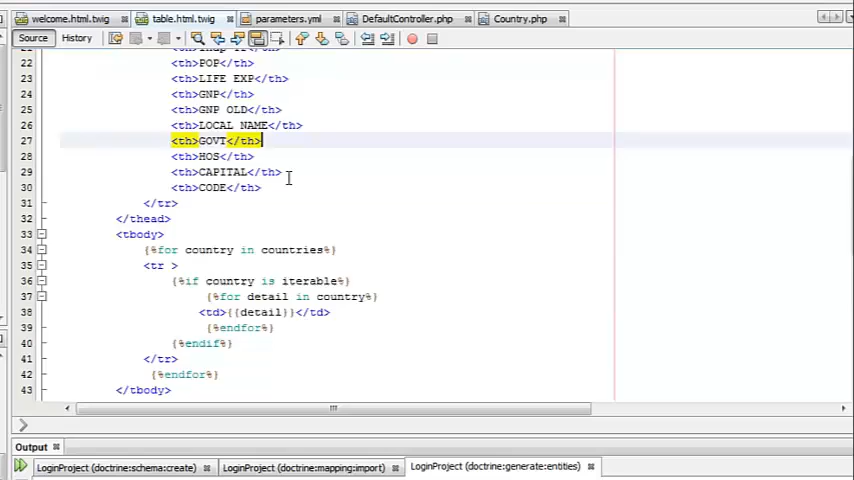 welcome.html.twig table.html.twig parameters.yml DefaultController.php Country.php
Source History
22 <th>POP</th>
23 <th>LIFE EXP</th>
24 <th>GNP</th>
25 <th>GNP OLD</th>
26 <th>LOCAL NAME</th>
27 <th>GOVT</th>
28 <th>HOS</th>
29 <th>CAPITAL</th>
30 <th>CODE</th>
31 </tr>
32 </thead>
33 <tbody>
34 {%for country in countries%}
35 <tr >
36 {%if country is iterable%}
37 {%for detail in country%}
38 <td>{{detail}}</td>
39 {%endfor%}
40 {%endif%}
41 </tr>
42 {%endfor%}
43 </tbody>
Output
LoginProject (doctrine:schema:create) LoginProject (doctrine:mapping:import) LoginProject (doctrine:generate:entities)